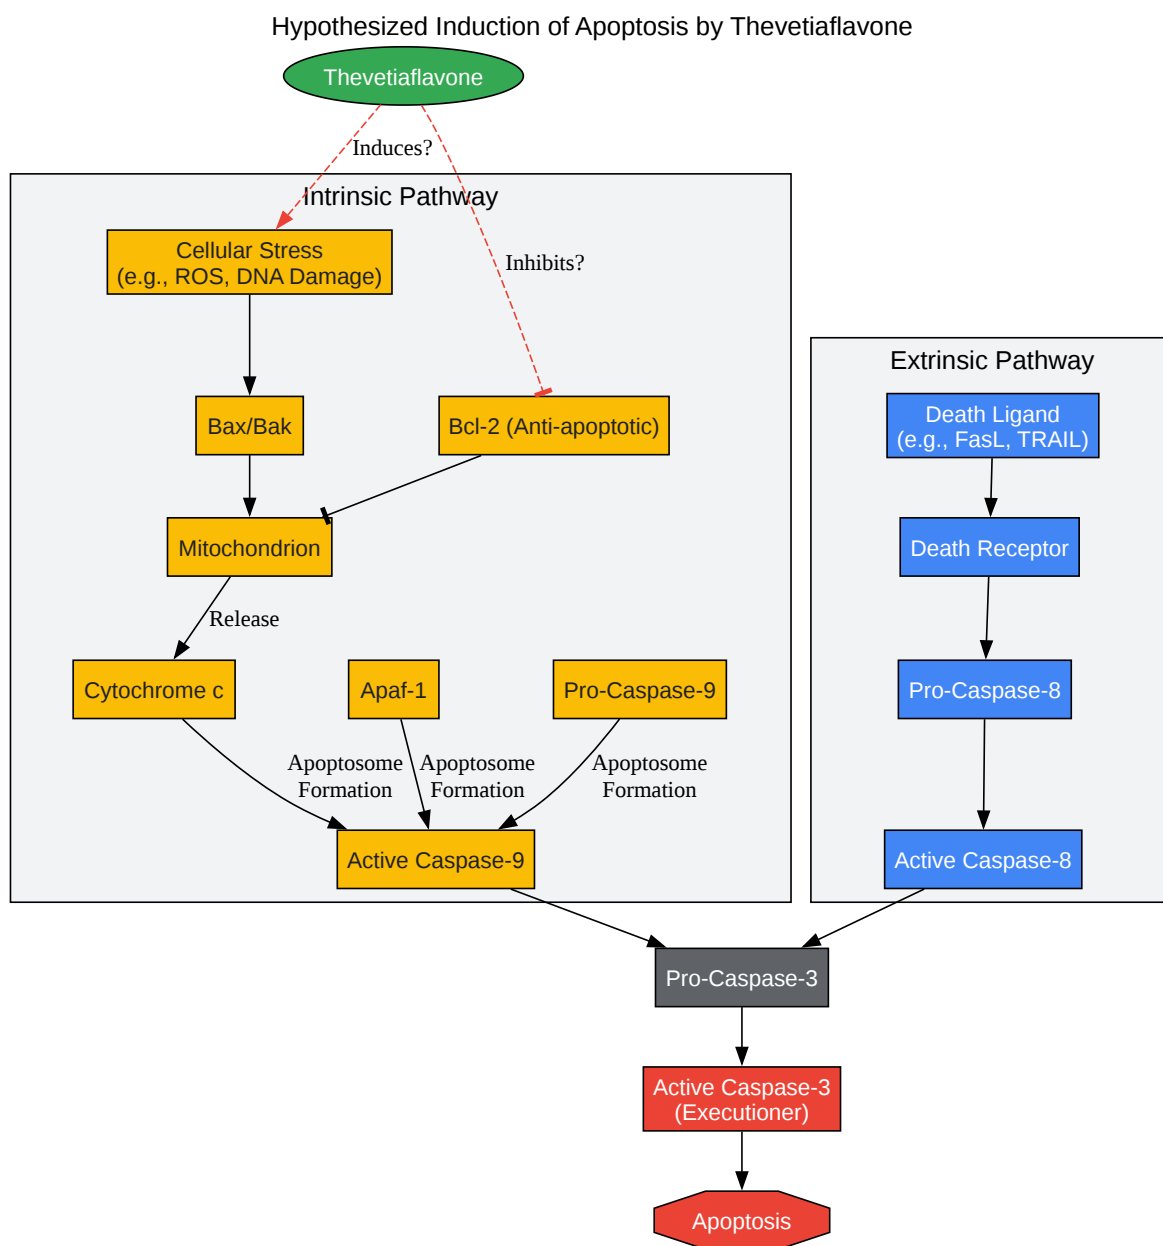 Hypothesized Induction of Apoptosis by Thevetiaflavone
Thevetiaflavone
Induces?
Intrinsic Pathway
Cellular Stress
(e.g., ROS, DNA Damage)
Inhibits?
Bax/Bak
Bcl-2 (Anti-apoptotic)
Mitochondrion
Release
Cytochrome c
Apaf-1
Pro-Caspase-9
Apoptosome
Formation
Apoptosome
Formation
Apoptosome
Formation
Active Caspase-9
Extrinsic Pathway
Death Ligand
(e.g., FasL, TRAIL)
Death Receptor
Pro-Caspase-8
Active Caspase-8
Pro-Caspase-3
Active Caspase-3
(Executioner)
Apoptosis